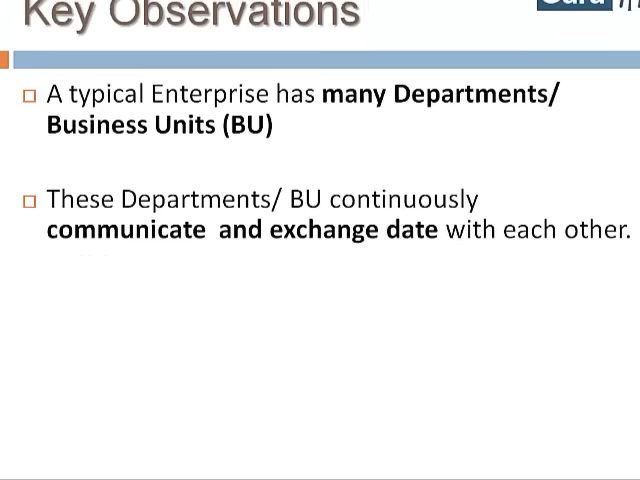 Key Observations
A typical Enterprise has many Departments/
Business Units (BU)
These Departments/ BU continuously
communicate and exchange date with each other.